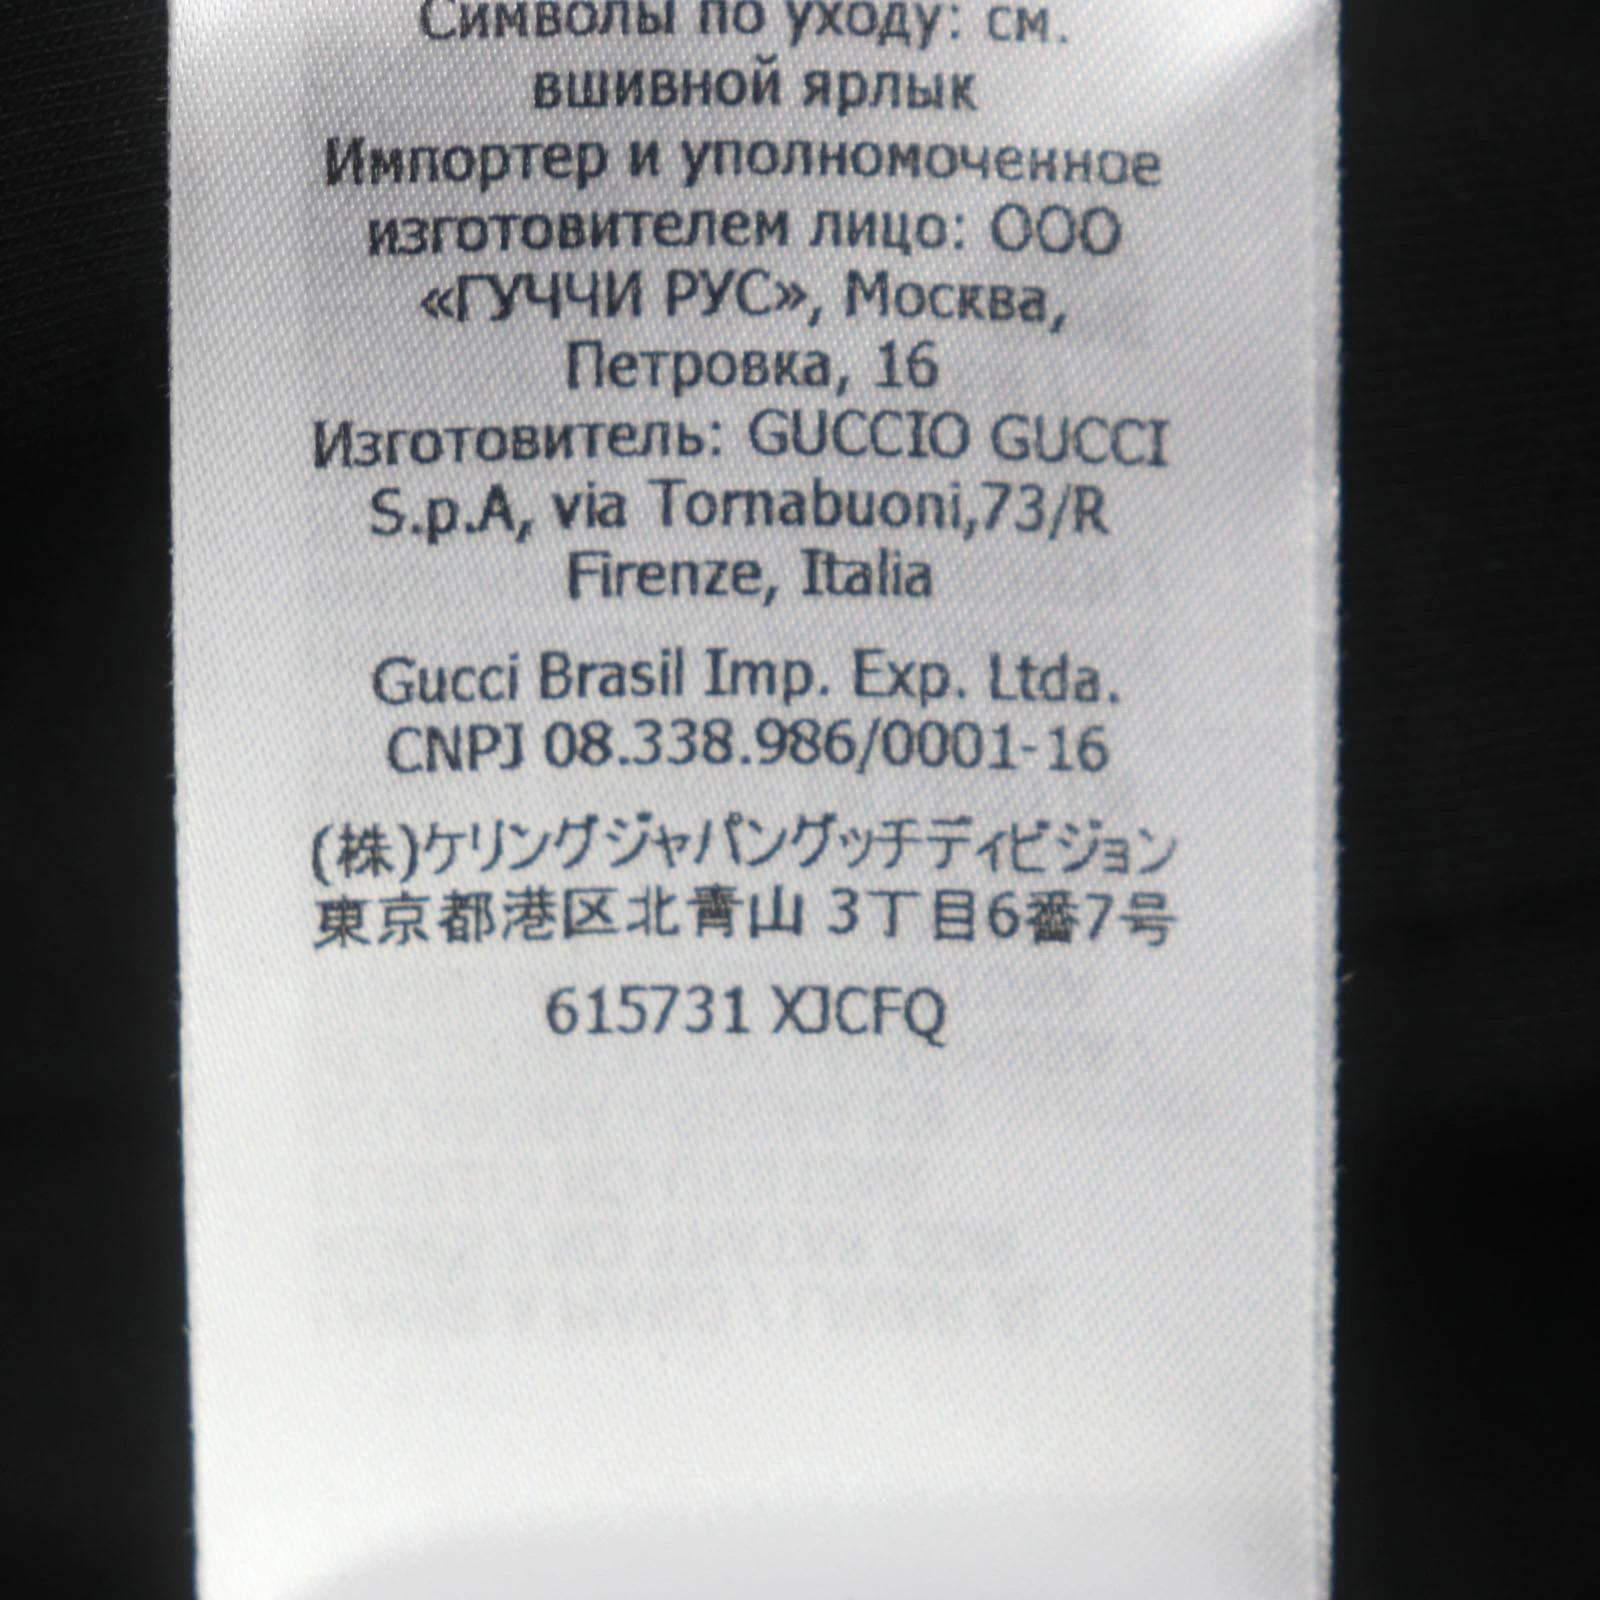 Символы по уходу: см.
вшивной ярлык
Импортер и уполномоченное
изготовителем лицо: ООО
«ГУЧЧИ РУС», Москва,
Петровка, 16
Изготовитель: GUCCIO GUCCI
S.p.A, via Tornabuoni,73/R
Firenze, Italia
Gucci Brasil Imp. Exp. Ltda.
CNPJ 08.338.986/0001-16
(株)ケリングジャパングッチディビジョン
東京都港区北青山 3丁目6番7号
615731 XJCFQ